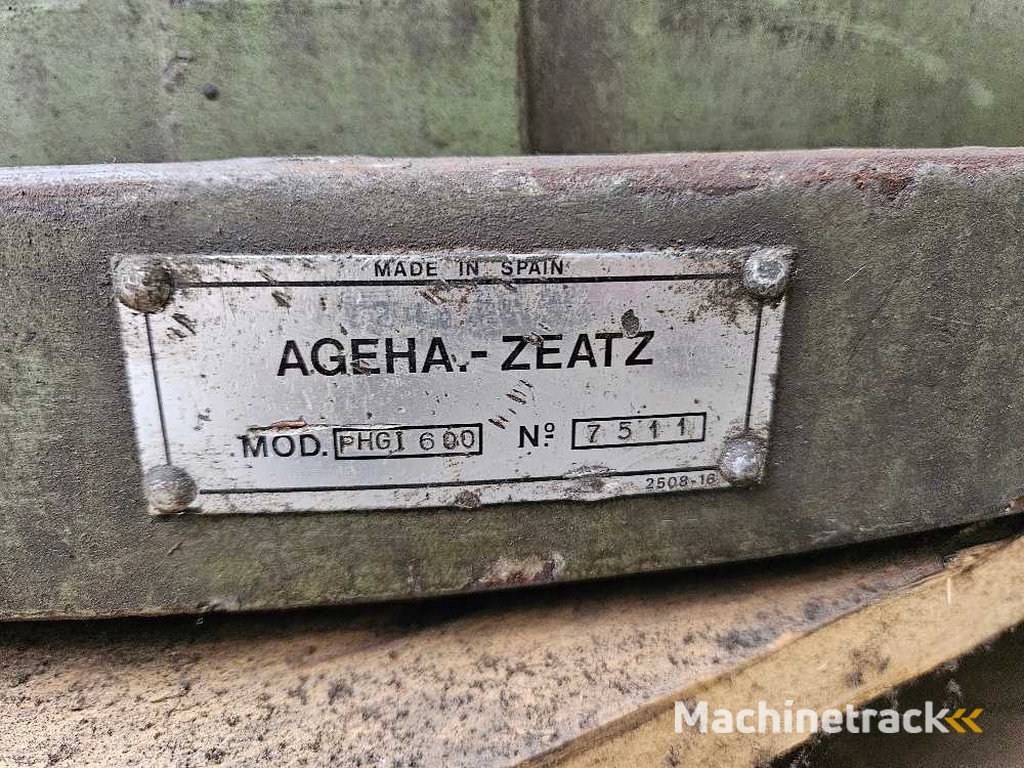 MADE IN SPAIN
AGEHA.- ZEATZ
MOD. PHGI 600 Nº 7511
2508-16
Machinetrack